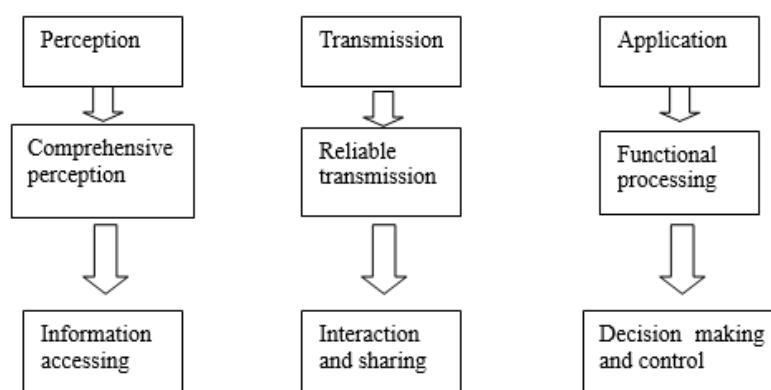 Perception
Transmission
Application
Comprehensive
perception
Reliable
transmission
Functional
processing
Information
accessing
Interaction
and sharing
Decision making
and control